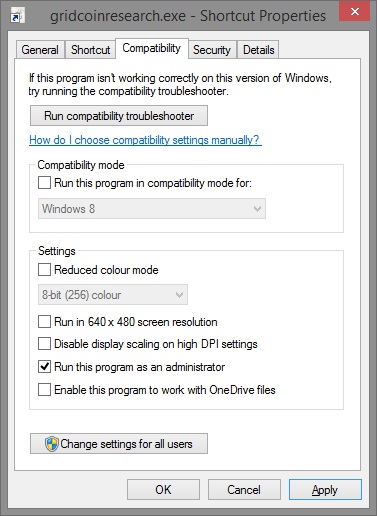 gridcoinresearch.exe - Shortcut Properties
General Shortcut Compatibility Security Details
If this program isn't working correctly on this version of Windows,
try running the compatibility troubleshooter.
Run compatibility troubleshooter
How do I choose compatibility settings manually?
Compatibility mode
Run this program in compatibility mode for:
Windows 8
Settings
Reduced colour mode
8-bit (256) colour
Run in 640 x 480 screen resolution
Disable display scaling on high DPI settings
Run this program as an administrator
Enable this program to work with OneDrive files
Change settings for all users
OK Cancel Apply